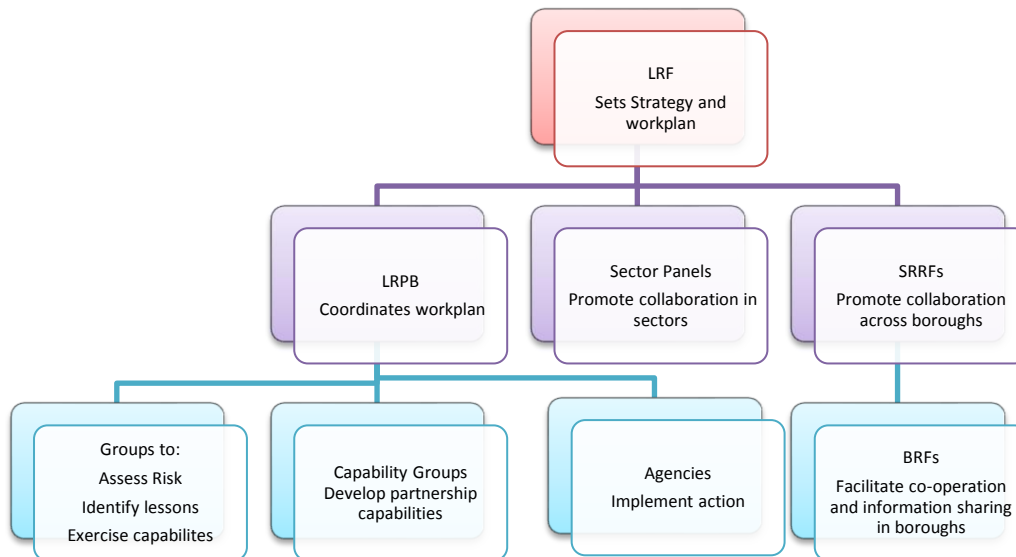 LRF
Sets Strategy and
workplan
LRPB
Coordinates workplan
Sector Panels
Promote collaboration in
sectors
SRRFs
Promote collaboration
across boroughs
Groups to:
Assess Risk
Identify lessons
Exercise capabilites
Capability Groups
Develop partnership
capabilities
Agencies
Implement action
BRFs
Facilitate co-operation
and information sharing
in boroughs